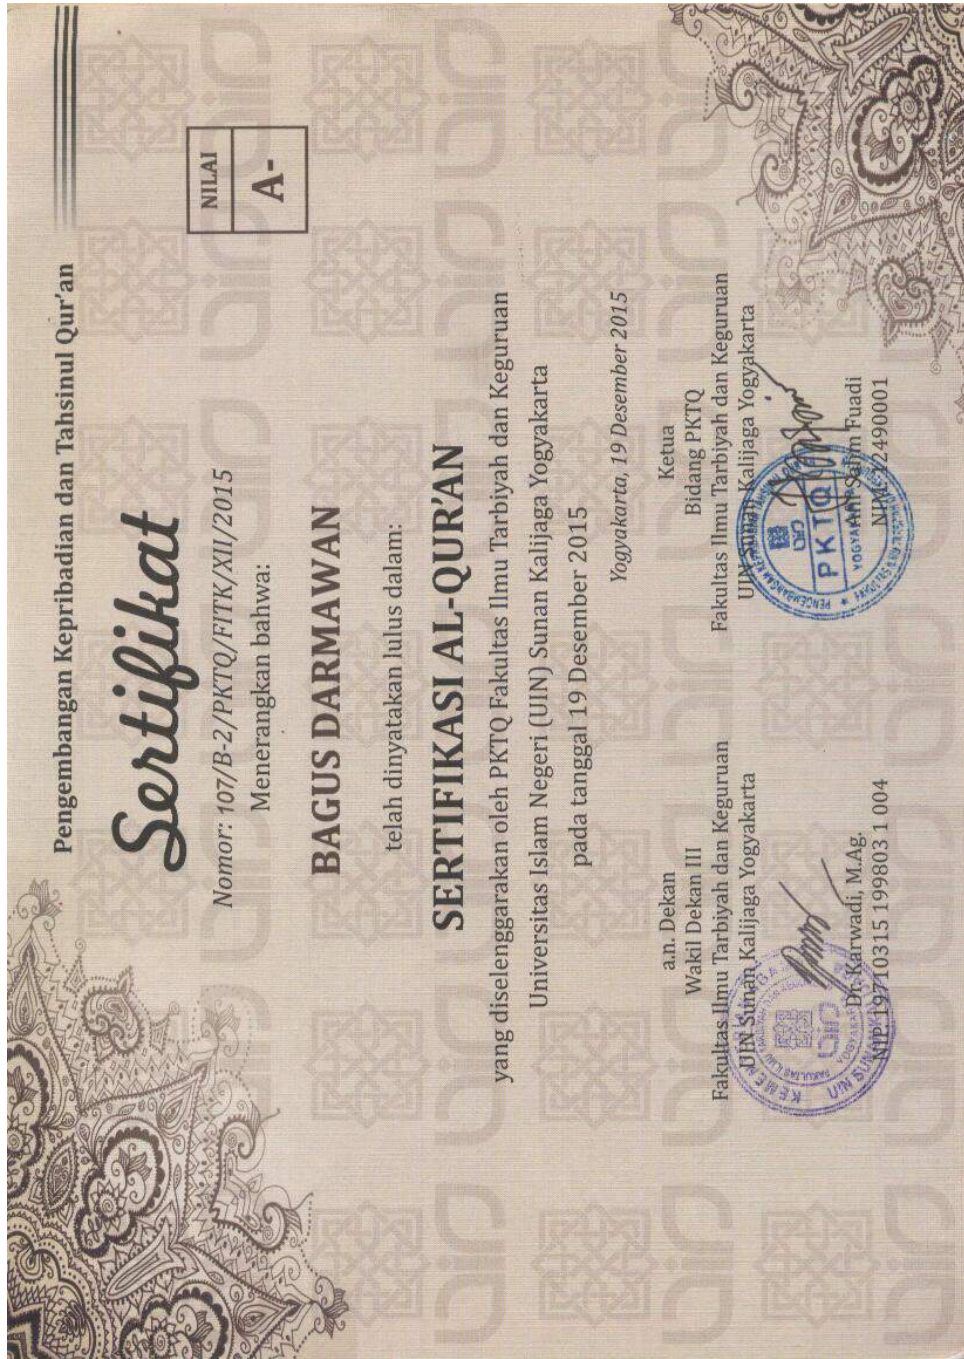 Pengembangan Kepribadian dan Tahsinul Qur'an
Sertifikat
NILAI
A-
Nomor: 107/B-2/PKTQ/FITK/XII/2015
Menerangkan bahwa:
BAGUS DARMAWAN
telah dinyatakan lulus dalam:
SERTIFIKASI AL-QUR'AN
yang diselenggarakan oleh PKTQ Fakultas Ilmu Tarbiyah dan Keguruan
Universitas Islam Negeri (UIN) Sunan Kalijaga Yogyakarta
pada tanggal 19 Desember 2015
Yogyakarta, 19 Desember 2015
a.n. Dekan
Wakil Dekan III
Fakultas Ilmu Tarbiyah dan Keguruan
UIN Sunan Kalijaga Yogyakarta
Dr. Karwadi, M.Ag.
NIP. 19710315 199803 1 004
Ketua
Bidang PKTQ
Fakultas Ilmu Tarbiyah dan Keguruan
UIN Sunan Kalijaga Yogyakarta
PKTQ
YOGYAKARTA
Salim Fuadi
NIM. 12490001